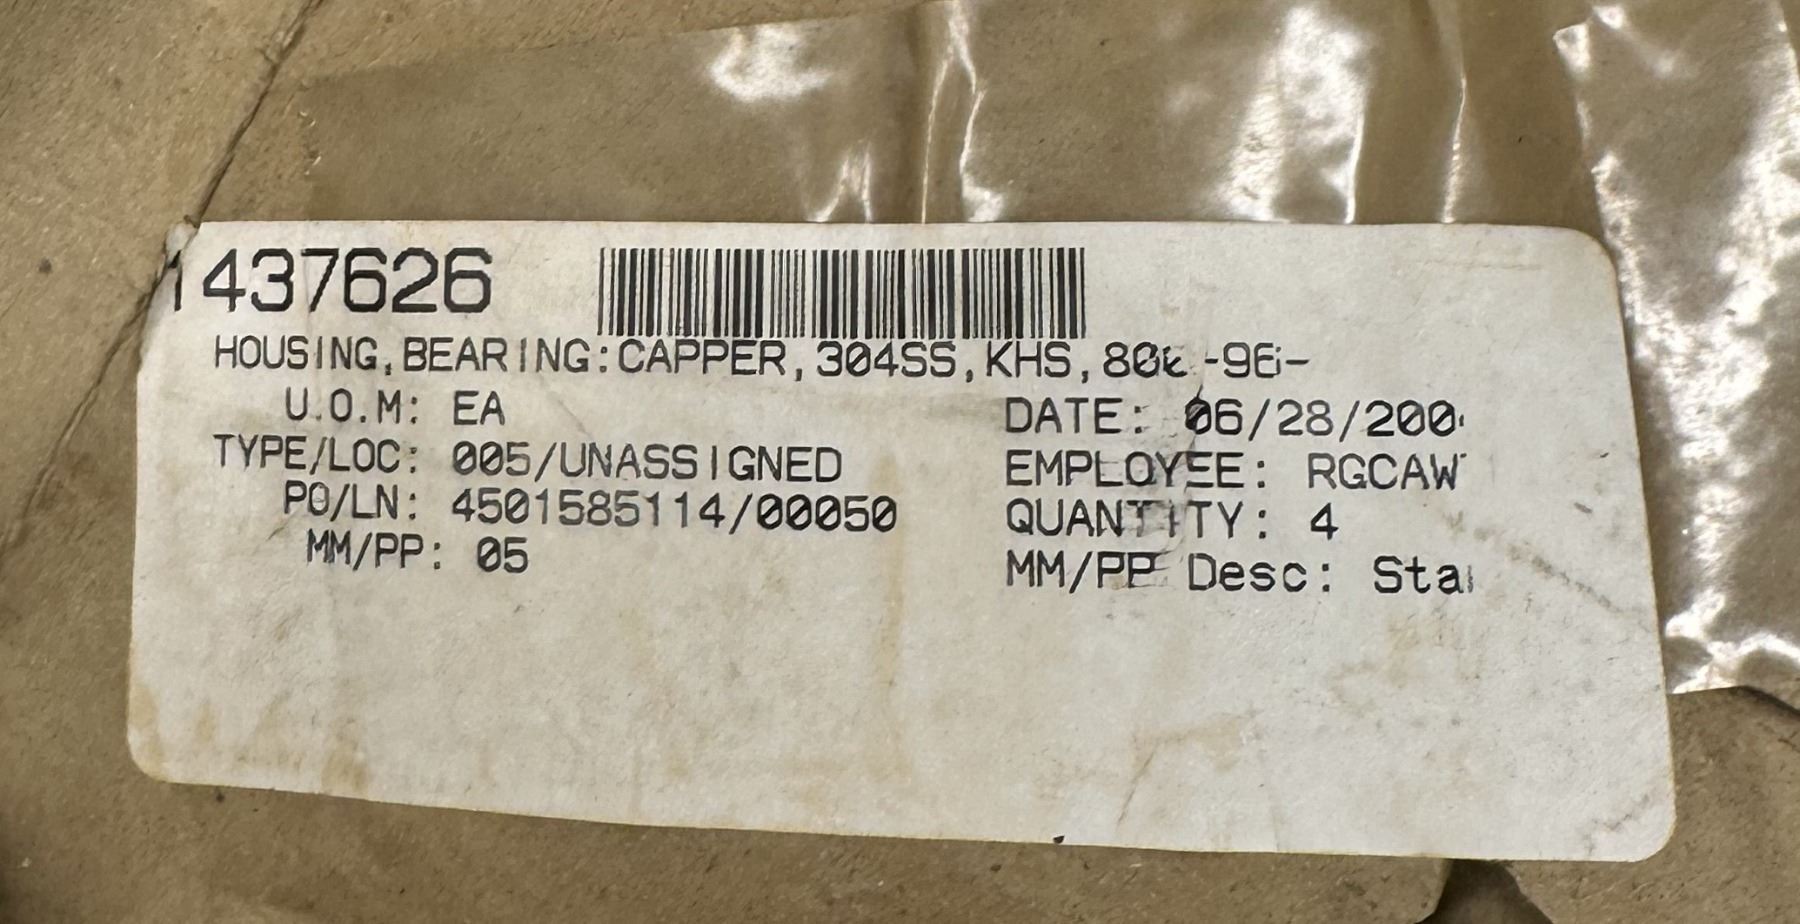 1437626
HOUSING,BEARING:CAPPER,304SS,KHS,
U.O.M: EA
DATE:
TYPE/LOC: 005/UNASSIGNED
EMPLOYEE:
PO/LN: 4501585114/00050
QUANTITY: 4
MM/PP: 05
MM/PP Desc: